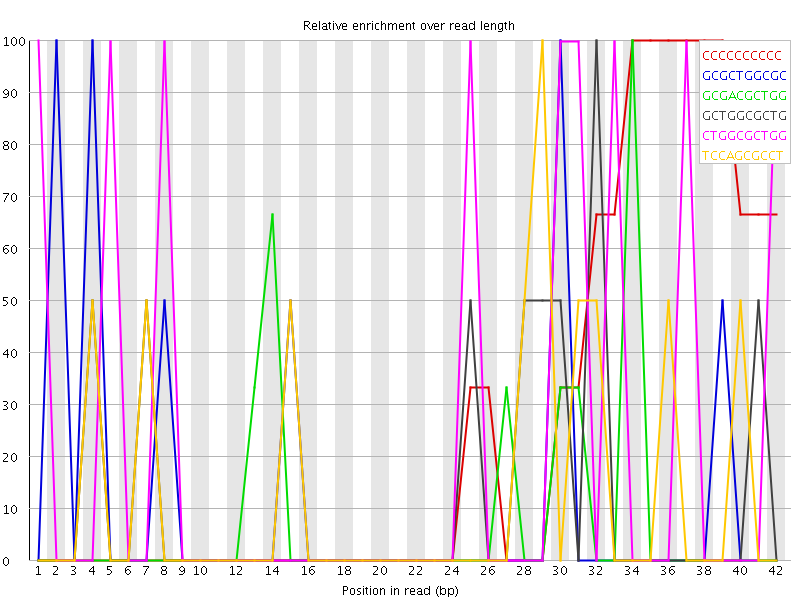 Relative enrichment over read length
100
90
80
70
60
50
40
30
20
10
0
CCCCCCCCCC
GCGCTGGCGC
GCGACGCTGG
GCTGGCGCTG
CTGGCGCTGG
TCCAGCGCCT
1 2 3 4 5 6 7 8 9 10 12 14 16 18 20 22 24 26 28 30 32 34 36 38 40 42
Position in read (bp)